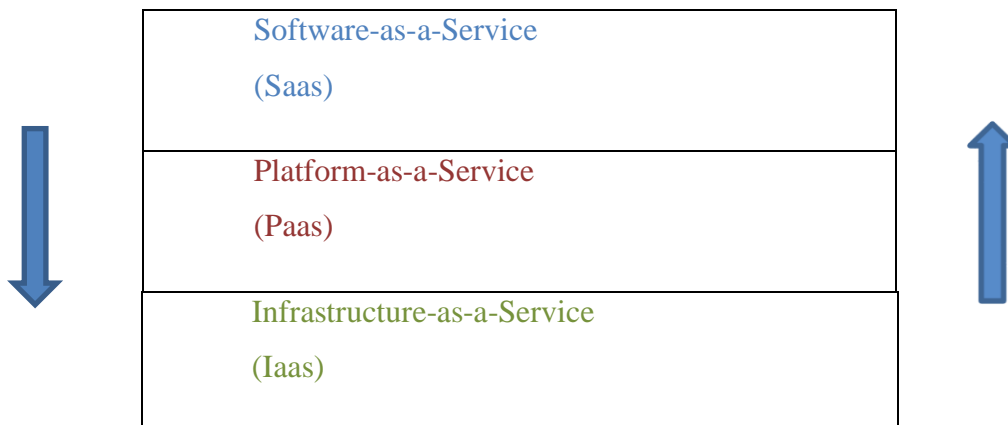 Software-as-a-Service
(Saas)
Platform-as-a-Service
(Paas)
Infrastructure-as-a-Service
(Iaas)